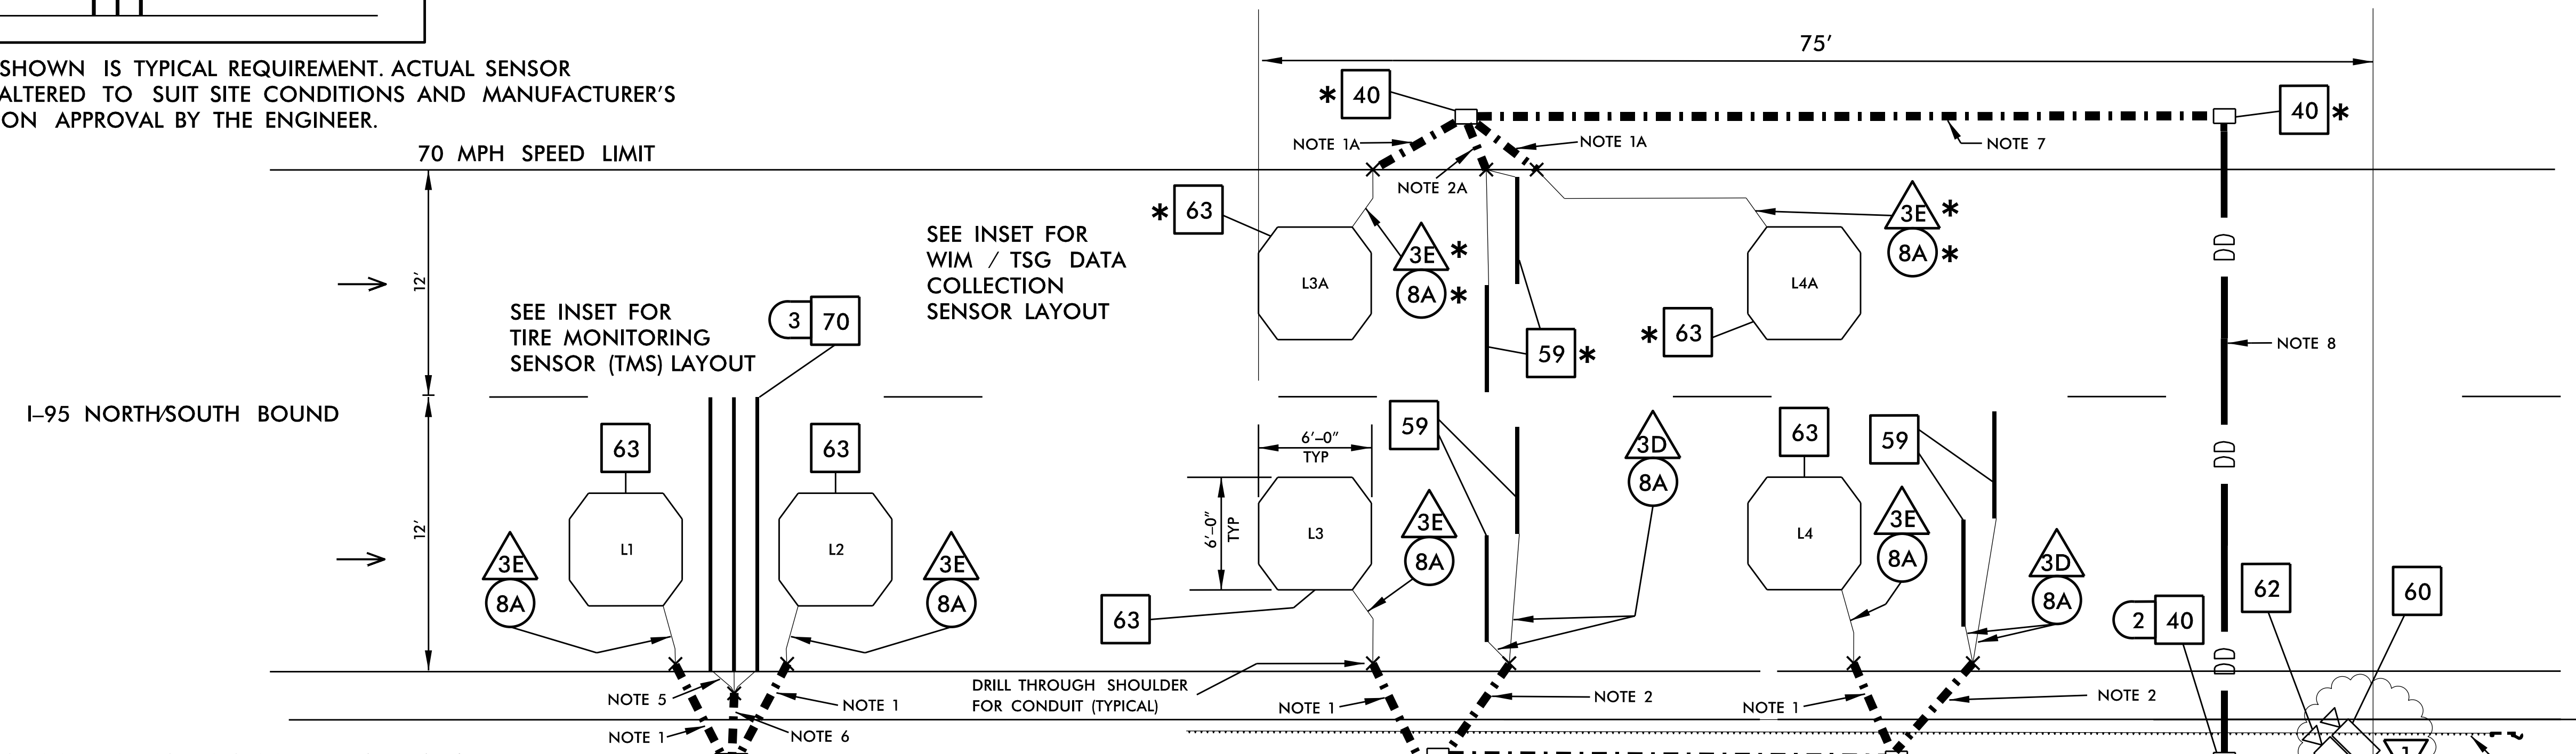 SHOWN IS TYPICAL REQUIREMENT. ACTUAL SENSOR
ALTERED TO SUIT SITE CONDITIONS AND MANUFACTURER'S
ON APPROVAL BY THE ENGINEER.
75'
* 40
40 *
NOTE 1A
NOTE 1A
NOTE 7
NOTE 2A
70 MPH SPEED LIMIT
* 63
3E *
8A *
3E *
8A *
DD
SEE INSET FOR
WIM / TSG DATA
COLLECTION
SENSOR LAYOUT
L3A
L4A
12'
SEE INSET FOR
TIRE MONITORING
SENSOR (TMS) LAYOUT
3 70
* 63
59 *
NOTE 8
I-95 NORTH/SOUTH BOUND
63
63
59
6'-0"
TYP
3D
8A
63
59
DD
12'
L1
L2
6'-0"
TYP
L3
L4
3E
8A
3E
8A
3E
8A
3E
8A
3D
8A
63
2 40
62
60
DD
NOTE 5
NOTE 1
NOTE 1
NOTE 6
DRILL THROUGH SHOULDER
FOR CONDUIT (TYPICAL)
NOTE 1
NOTE 2
NOTE 1
NOTE 2
1